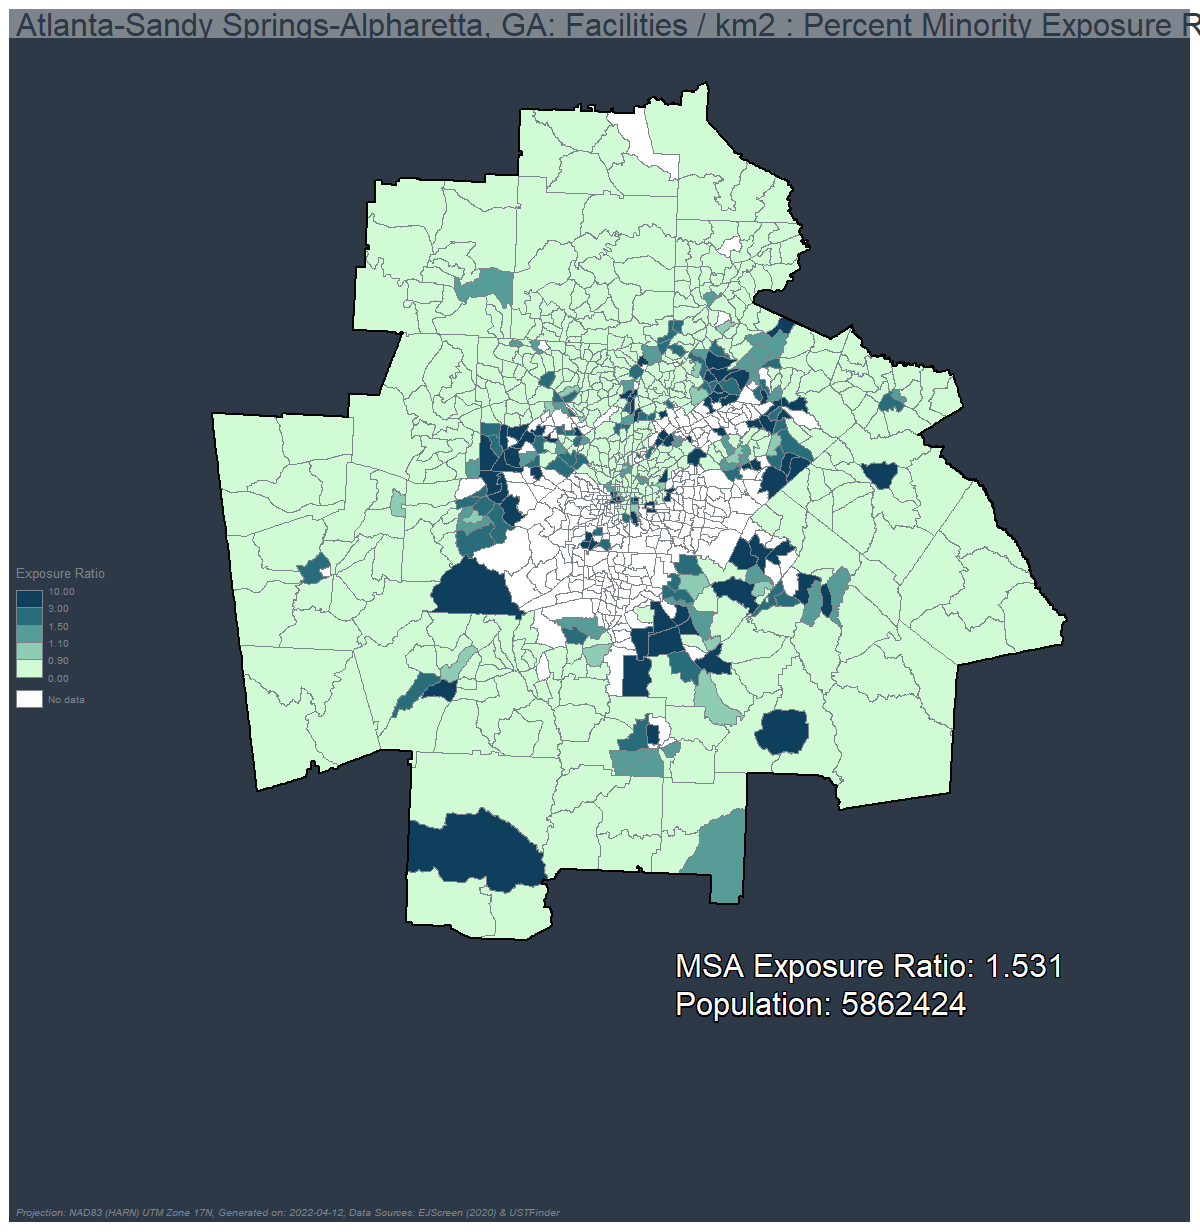 Atlanta-Sandy Springs-Alpharetta, GA: Facilities / km2 : Percent Minority Exposure R
Exposure Ratio
10.00
3.00
1.50
1.10
0.90
0.00
No data
MSA Exposure Ratio: 1.531
Population: 5862424
Projection: NAD83 (HARN) UTM Zone 17N, Generated on: 2022-04-12, Data Sources: EJScreen (2020) & USTFinder